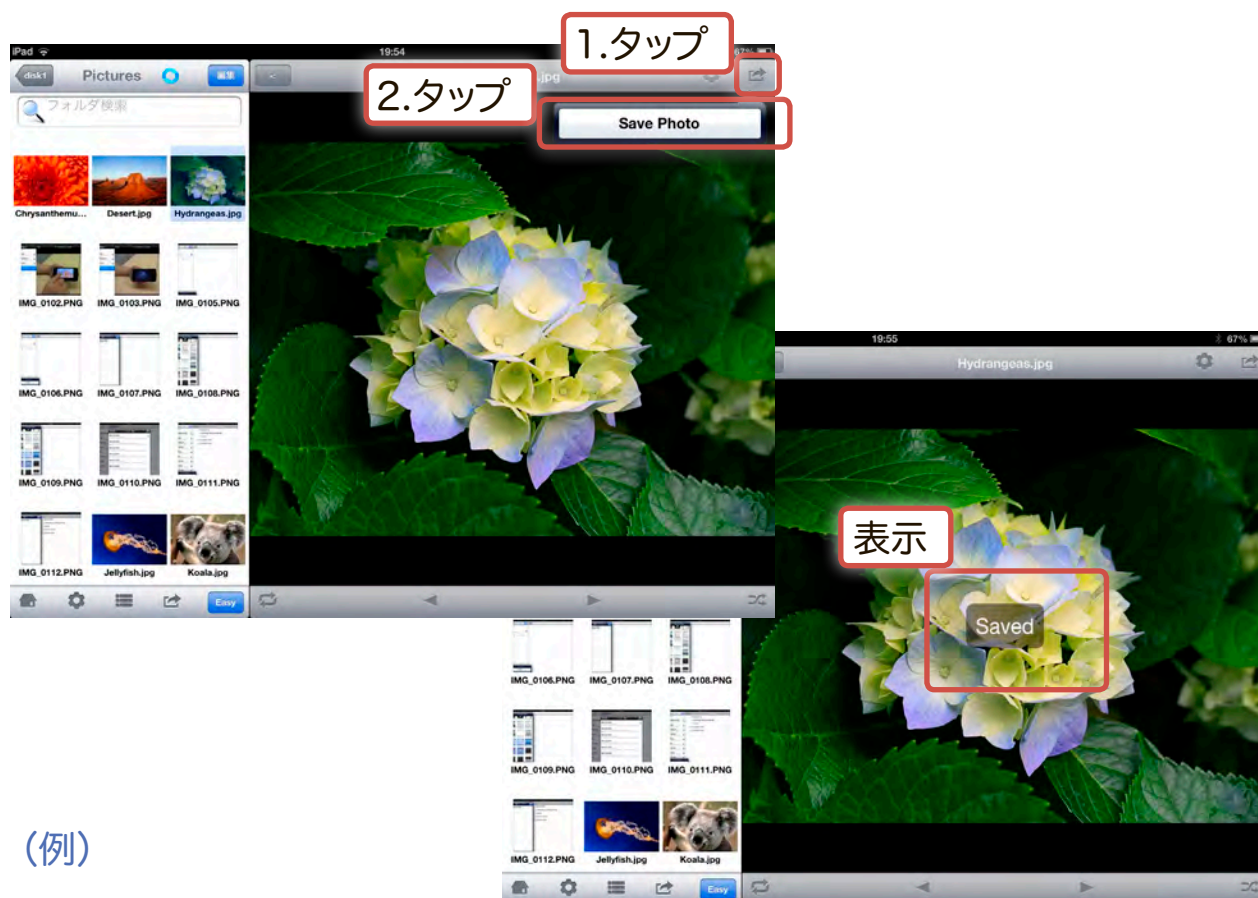 1.タップ
iPad
19:54
67%
disk1
Pictures
編集
<
.jpg
2.タップ
フォルダ検索
Save Photo
Chrysanthemu...
Desert.jpg
Hydrangeas.jpg
IMG_0102.PNG
IMG_0103.PNG
IMG_0105.PNG
IMG_0106.PNG
IMG_0107.PNG
IMG_0108.PNG
IMG_0109.PNG
IMG_0110.PNG
IMG_0111.PNG
IMG_0112.PNG
Jellyfish.jpg
Koala.jpg
Easy
19:55
67%
Hydrangeas.jpg
表示
Saved
IMG_0106.PNG
IMG_0107.PNG
IMG_0108.PNG
IMG_0109.PNG
IMG_0110.PNG
IMG_0111.PNG
IMG_0112.PNG
Jellyfish.jpg
Koala.jpg
Easy
(例)